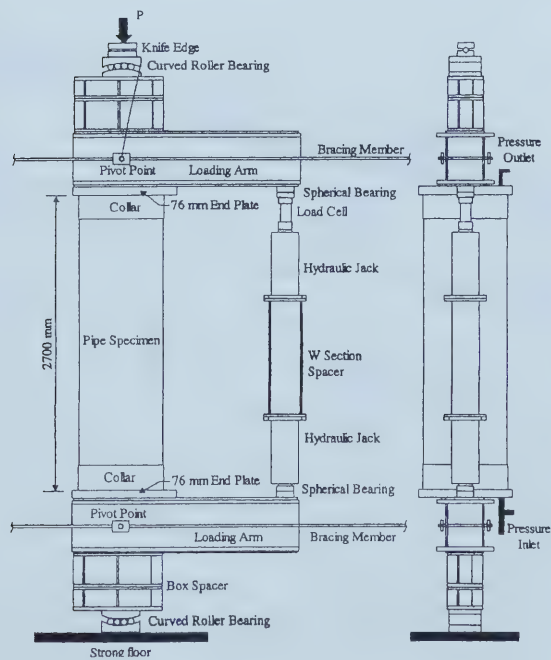 P
Knife Edge
Curved Roller Bearing
Bracing Member
Pressure
Outlet
Pivot Point
Loading Arm
76 mm End Plate
Spherical Bearing
Collar
Load Cell
Hydraulic Jack
2700 mm
Pipe Specimen
W Section
Spacer
Hydraulic Jack
Collar
76 mm End Plate
Spherical Bearing
Pivot Point
Loading Arm
Bracing Member
Pressure
Inlet
Box Spacer
Curved Roller Bearing
Strong floor